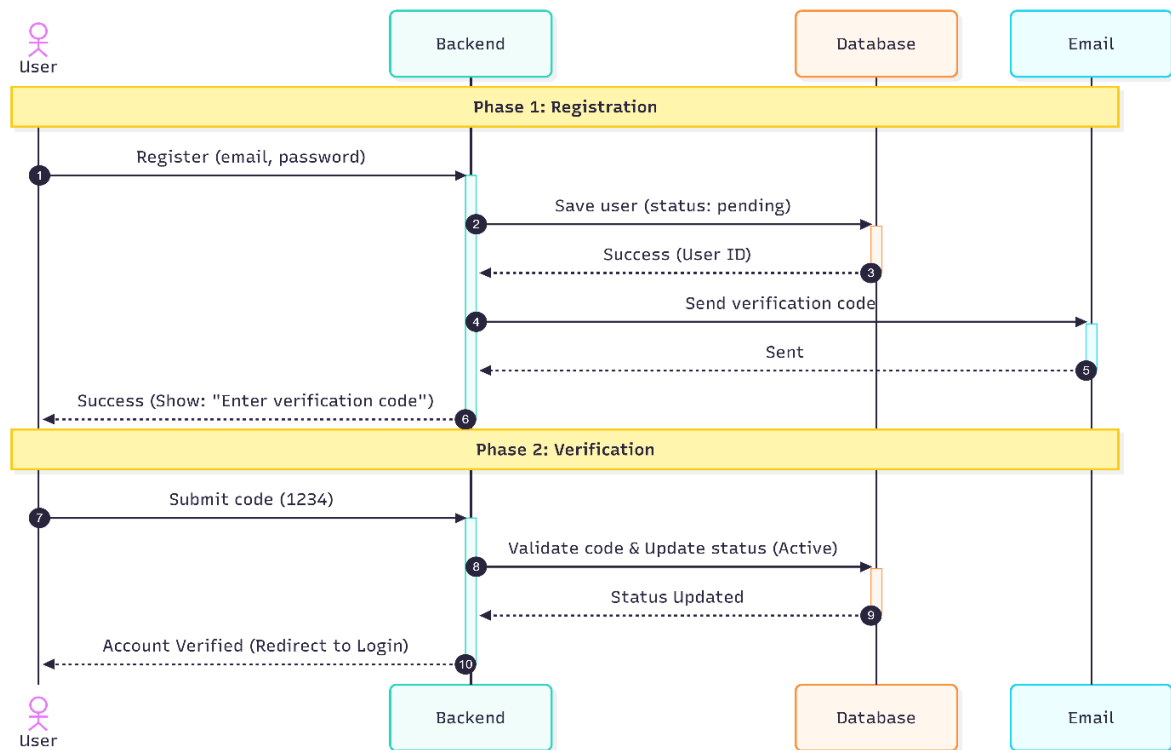 Backend
Database
Email
User
Phase 1: Registration
Register (email, password)
1
Save user (status: pending)
2
Success (User ID)
3
Send verification code
4
Sent
5
Success (Show: "Enter verification code")
6
Phase 2: Verification
Submit code (1234)
7
Validate code & Update status (Active)
8
Status Updated
9
Account Verified (Redirect to Login)
10
Backend
Database
Email
User